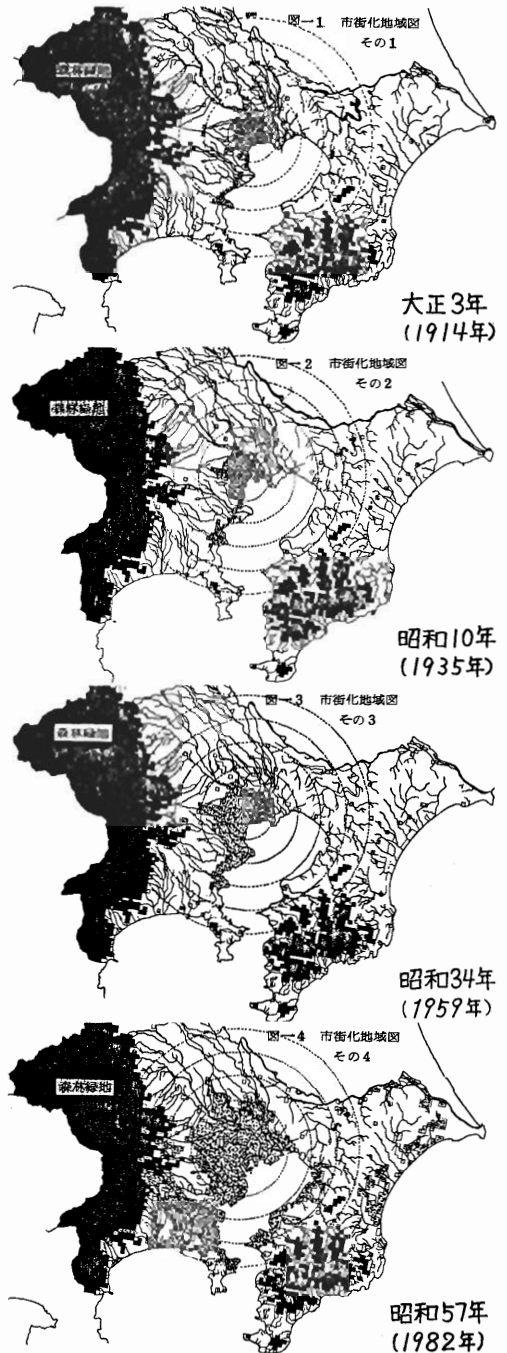 図－1　市街化地域図
その1
森林緑地
大正3年
(1914年)
図－2　市街化地域図
その2
森林緑地
昭和10年
(1935年)
図－3　市街化地域図
その3
森林緑地
昭和34年
(1959年)
図－4　市街化地域図
その4
森林緑地
昭和57年
(1982年)